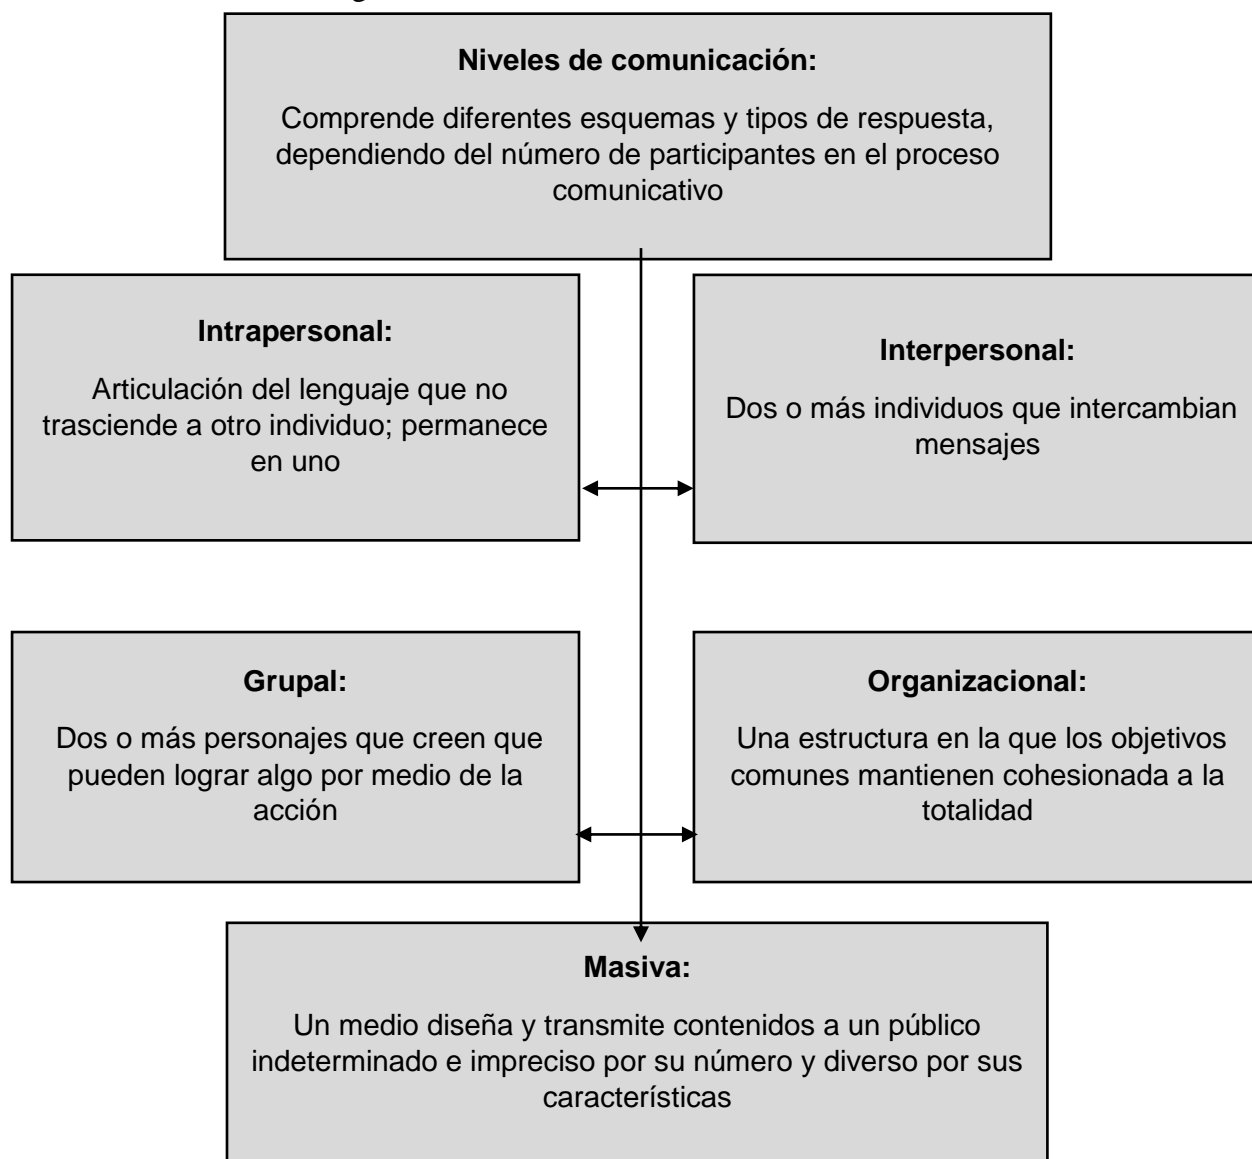 Niveles de comunicación:
Comprende diferentes esquemas y tipos de respuesta,
dependiendo del número de participantes en el proceso
comunicativo
Intrapersonal:
Articulación del lenguaje que no
trasciende a otro individuo; permanece
en uno
Interpersonal:
Dos o más individuos que intercambian
mensajes
Grupal:
Dos o más personajes que creen que
pueden lograr algo por medio de la
acción
Organizacional:
Una estructura en la que los objetivos
comunes mantienen cohesionada a la
totalidad
Masiva:
Un medio diseña y transmite contenidos a un público
indeterminado e impreciso por su número y diverso por sus
características